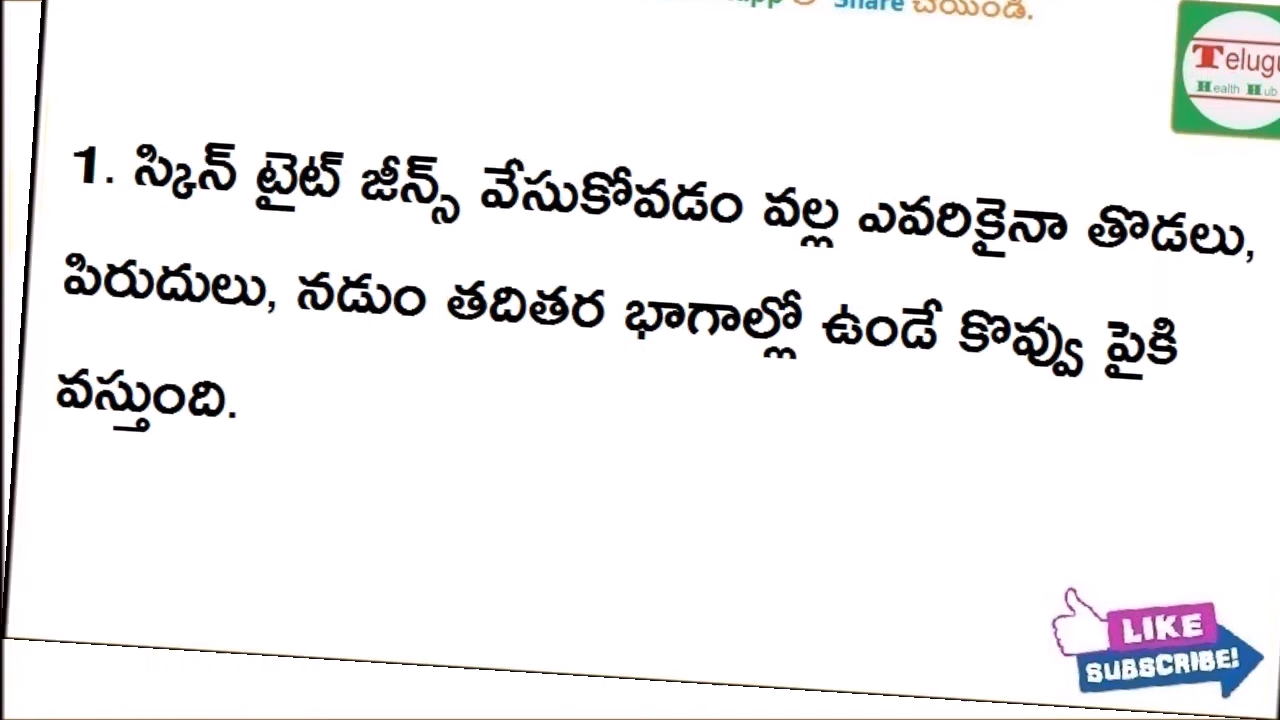 Share చేయండి.
Telugu
Health Hub
1. స్కిన్ టైట్ జీన్స్ వేసుకోవడం వల్ల ఎవరికైనా తొడలు,
పిరుదులు, నడుం తదితర భాగాల్లో ఉండే కొవ్వు పైకి
వస్తుంది.
LIKE
SUBSCRIBE!